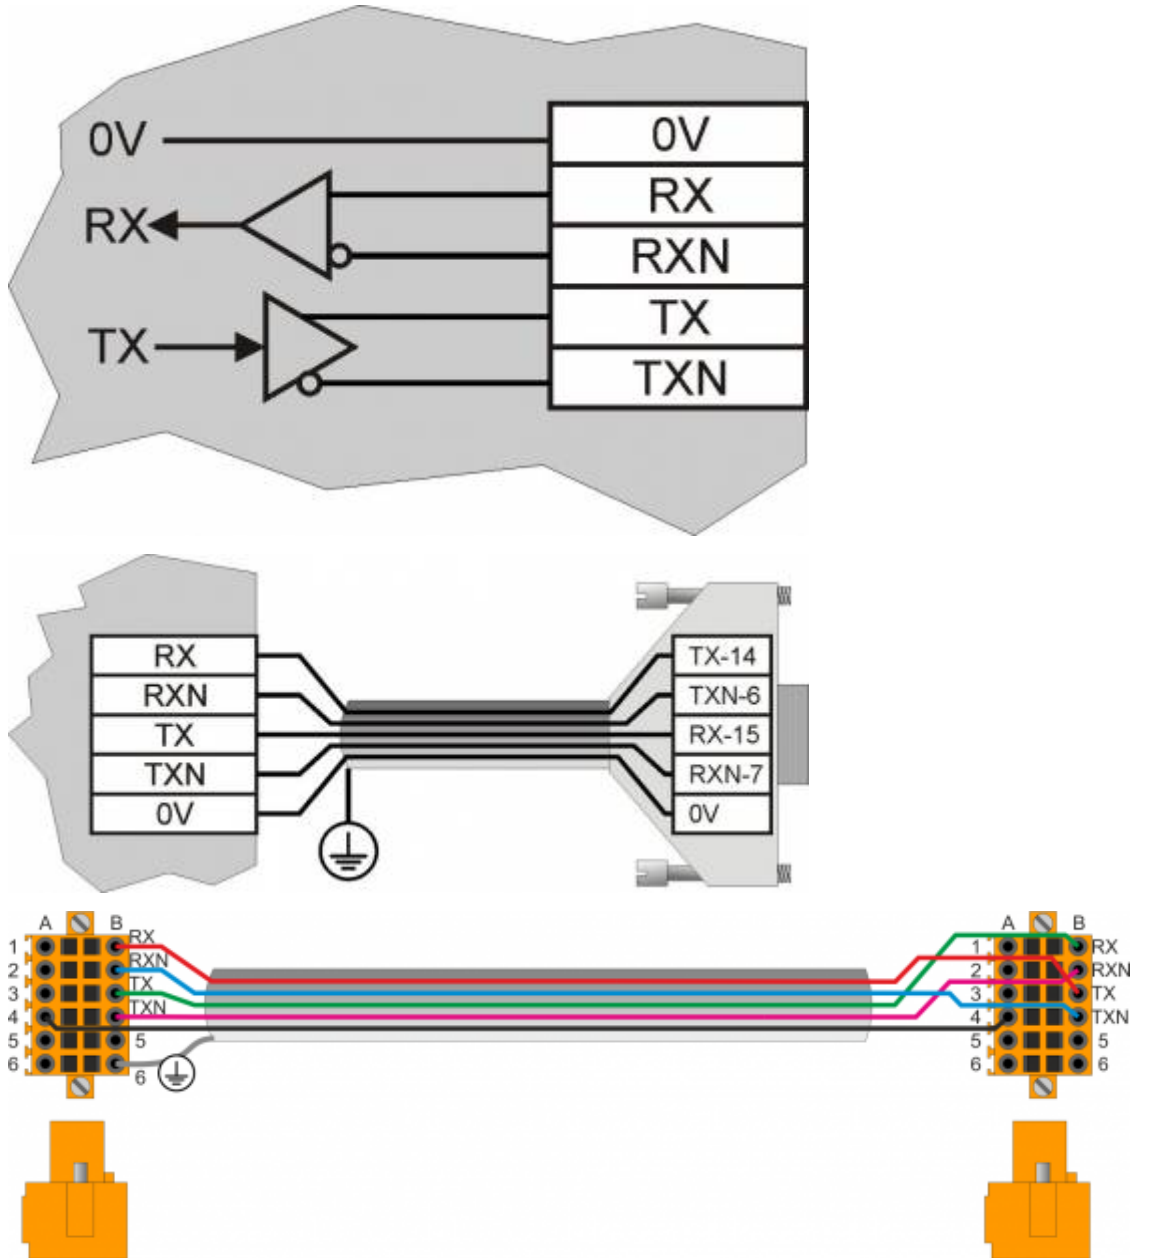 0V 0V
RX RX
RXN
TX TX
TXN
RX TX-14
RXN TXN-6
TX RX-15
TXN RXN-7
0V 0V
A B A B
1 RX 1 RX
2 RXN 2 RXN
3 TX 3 TX
4 TXN 4 TXN
5 5 5 5
6 6 6 6